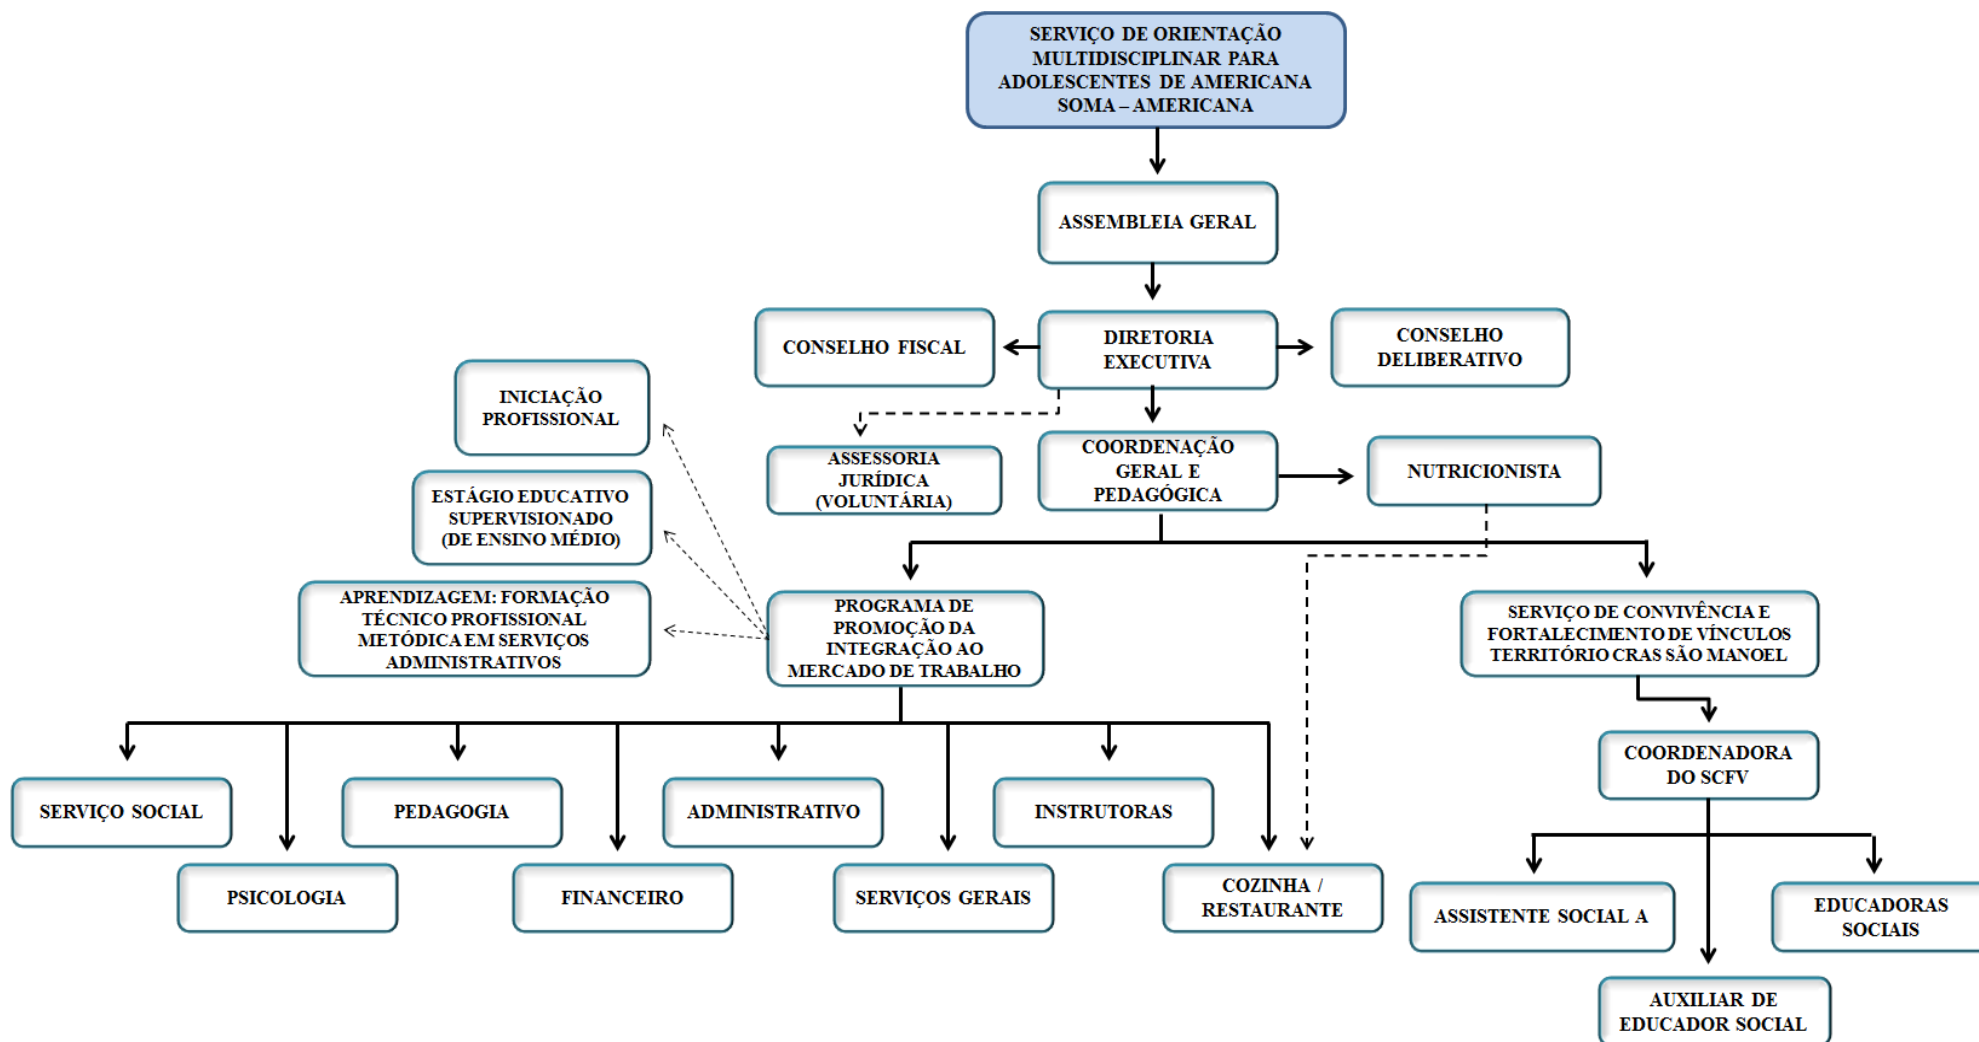 SERVIÇO DE ORIENTAÇÃO
MULTIDISCIPLINAR PARA
ADOLESCENTES DE AMERICANA
SOMA – AMERICANA
ASSEMBLEIA GERAL
CONSELHO FISCAL
DIRETORIA
EXECUTIVA
CONSELHO
DELIBERATIVO
INICIAÇÃO
PROFISSIONAL
ASSESSORIA
JURÍDICA
(VOLUNTÁRIA)
COORDENAÇÃO
GERAL E
PEDAGÓGICA
NUTRICIONISTA
ESTÁGIO EDUCATIVO
SUPERVISIONADO
(DE ENSINO MÉDIO)
APRENDIZAGEM: FORMAÇÃO
TÉCNICO PROFISSIONAL
METÓDICA EM SERVIÇOS
ADMINISTRATIVOS
PROGRAMA DE
PROMOÇÃO DA
INTEGRAÇÃO AO
MERCADO DE TRABALHO
SERVIÇO DE CONVIVÊNCIA E
FORTALECIMENTO DE VÍNCULOS
TERRITÓRIO CRAS SÃO MANOEL
COORDENADORA
DO SCFV
SERVIÇO SOCIAL
PEDAGOGIA
ADMINISTRATIVO
INSTRUTORAS
PSICOLOGIA
FINANCEIRO
SERVIÇOS GERAIS
COZINHA /
RESTAURANTE
ASSISTENTE SOCIAL A
EDUCADORAS
SOCIAIS
AUXILIAR DE
EDUCADOR SOCIAL